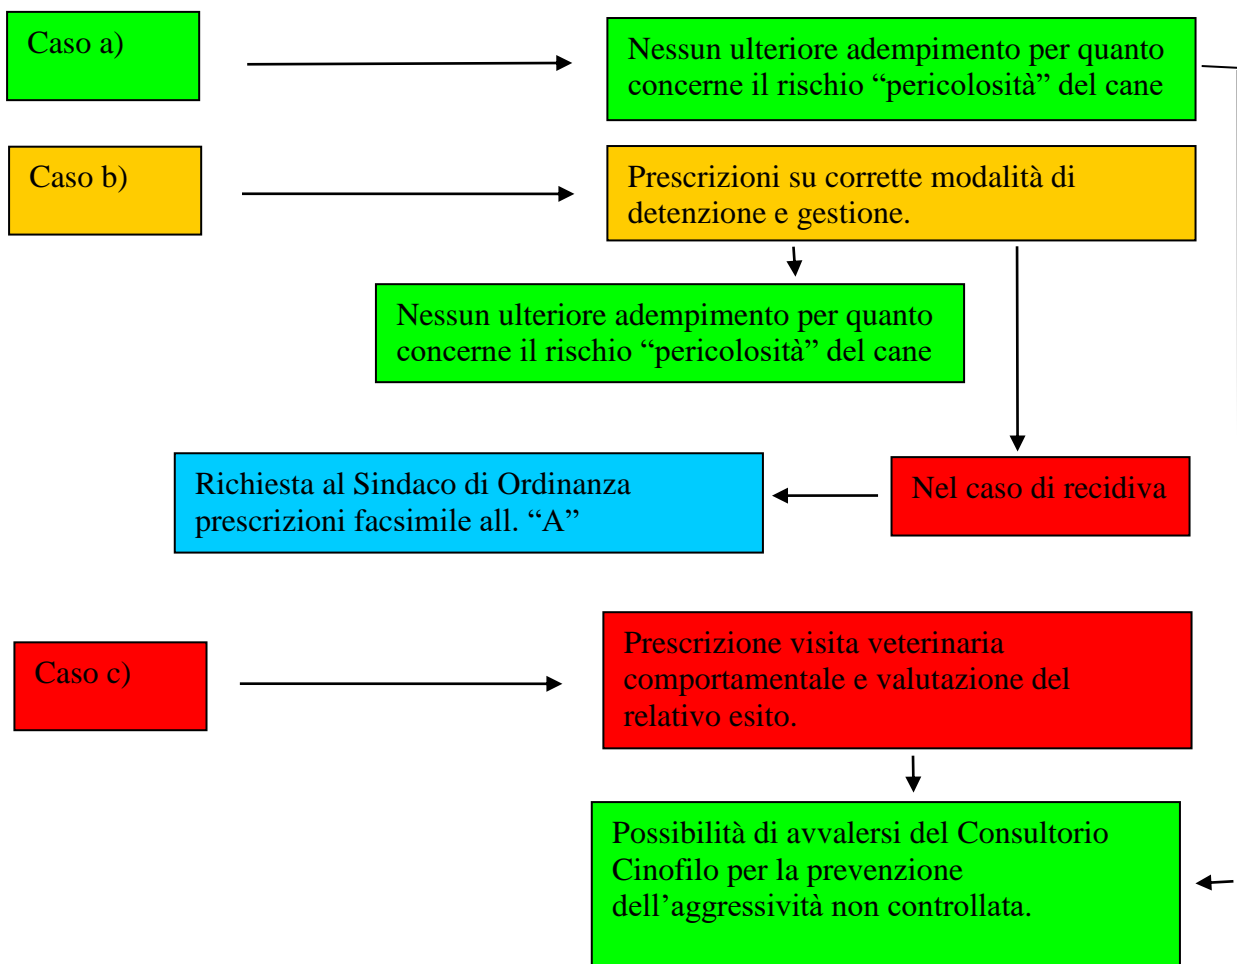 Caso a)
Nessun ulteriore adempimento per quanto
concerne il rischio “pericolosità” del cane
Caso b)
Prescrizioni su corrette modalità di
detenzione e gestione.
Nessun ulteriore adempimento per quanto
concerne il rischio “pericolosità” del cane
Nel caso di recidiva
Richiesta al Sindaco di Ordinanza
prescrizioni facsimile all. “A”
Caso c)
Prescrizione visita veterinaria
comportamentale e valutazione del
relativo esito.
Possibilità di avvalersi del Consultorio
Cinofilo per la prevenzione
dell’aggressività non controllata.